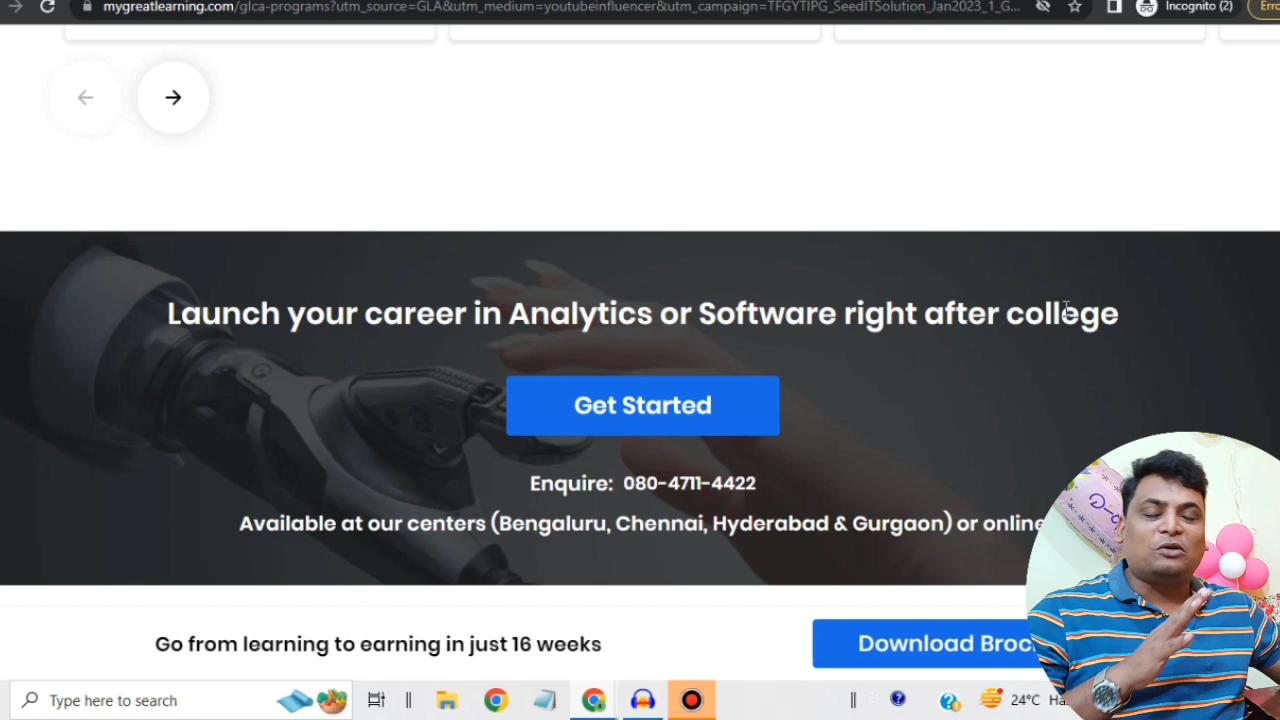 mygreatlearning.com/glca-programs?utm_source=GLA&utm_medium=youtubeinfluencer&utm_campaign=TFGYTIPG_SeedITSolution_Jan2023_1_G...
Incognito (2)
Launch your career in Analytics or Software right after college
Get Started
Enquire: 080-4711-4422
Available at our centers (Bengaluru, Chennai, Hyderabad & Gurgaon) or online
Go from learning to earning in just 16 weeks
Download
Type here to search
24°C